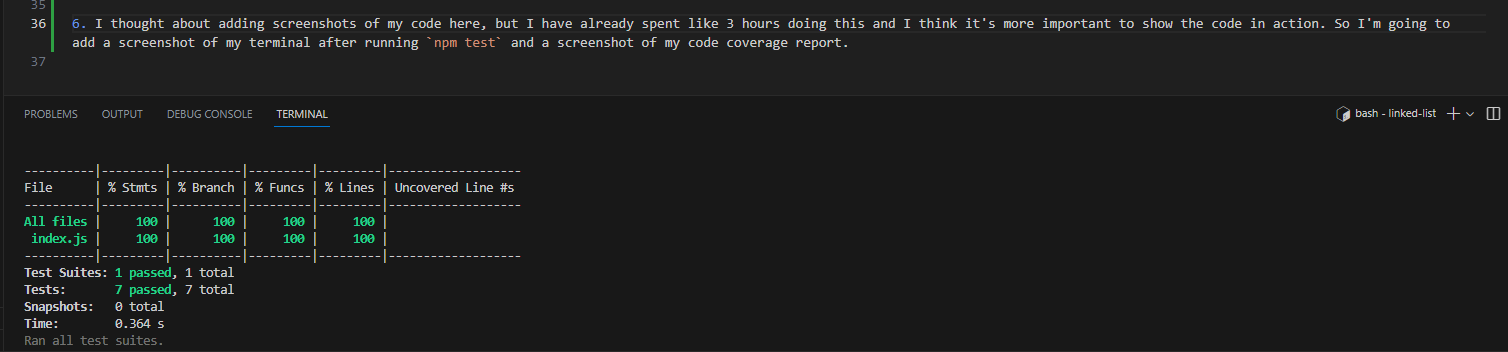 35
36 6. I thought about adding screenshots of my code here, but I have already spent like 3 hours doing this and I think it's more important to show the code in action. So I'm going to
add a screenshot of my terminal after running `npm test` and a screenshot of my code coverage report.
37
PROBLEMS OUTPUT DEBUG CONSOLE TERMINAL bash - linked-list
----------|---------|----------|---------|---------|-------------------
File      | % Stmts | % Branch | % Funcs | % Lines | Uncovered Line #s
----------|---------|----------|---------|---------|-------------------
All files |     100 |      100 |     100 |     100 |
 index.js |     100 |      100 |     100 |     100 |
----------|---------|----------|---------|---------|-------------------
Test Suites: 1 passed, 1 total
Tests:       7 passed, 7 total
Snapshots:   0 total
Time:        0.364 s
Ran all test suites.